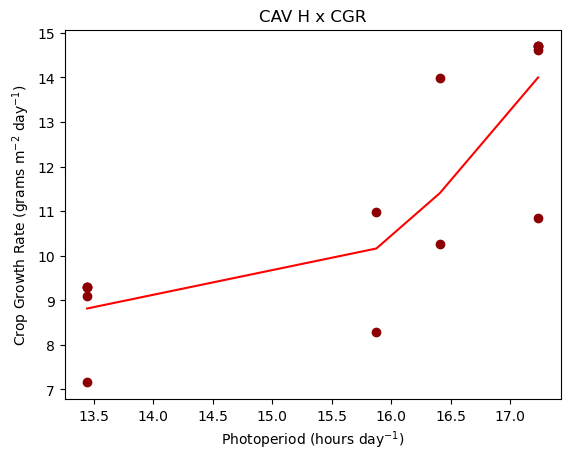 CAV H x CGR
Crop Growth Rate (grams m⁻² day⁻¹)
15
14
13
12
11
10
9
8
7
13.5 14.0 14.5 15.0 15.5 16.0 16.5 17.0
Photoperiod (hours day⁻¹)